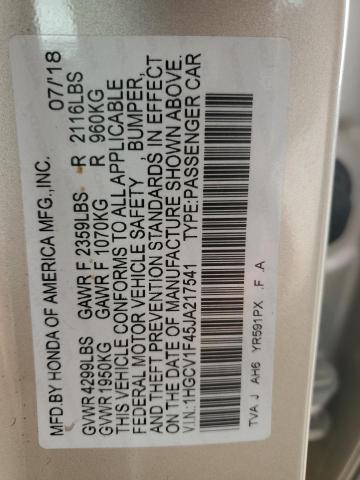 MFD.BY HONDA OF AMERICA MFG.,INC. 07/'18
GVWR 4299LBS GAWR F 2359LBS R 2116LBS
GVWR 1950KG GAWR F 1070KG R 960KG
THIS VEHICLE CONFORMS TO ALL APPLICABLE
FEDERAL MOTOR VEHICLE SAFETY , BUMPER,
AND THEFT PREVENTION STANDARDS IN EFFECT
ON THE DATE OF MANUFACTURE SHOWN ABOVE.
V.I.N.:1HGCV1F45JA217541 TYPE:PASSENGER CAR
TVA J AH6 YR591PX .F .A